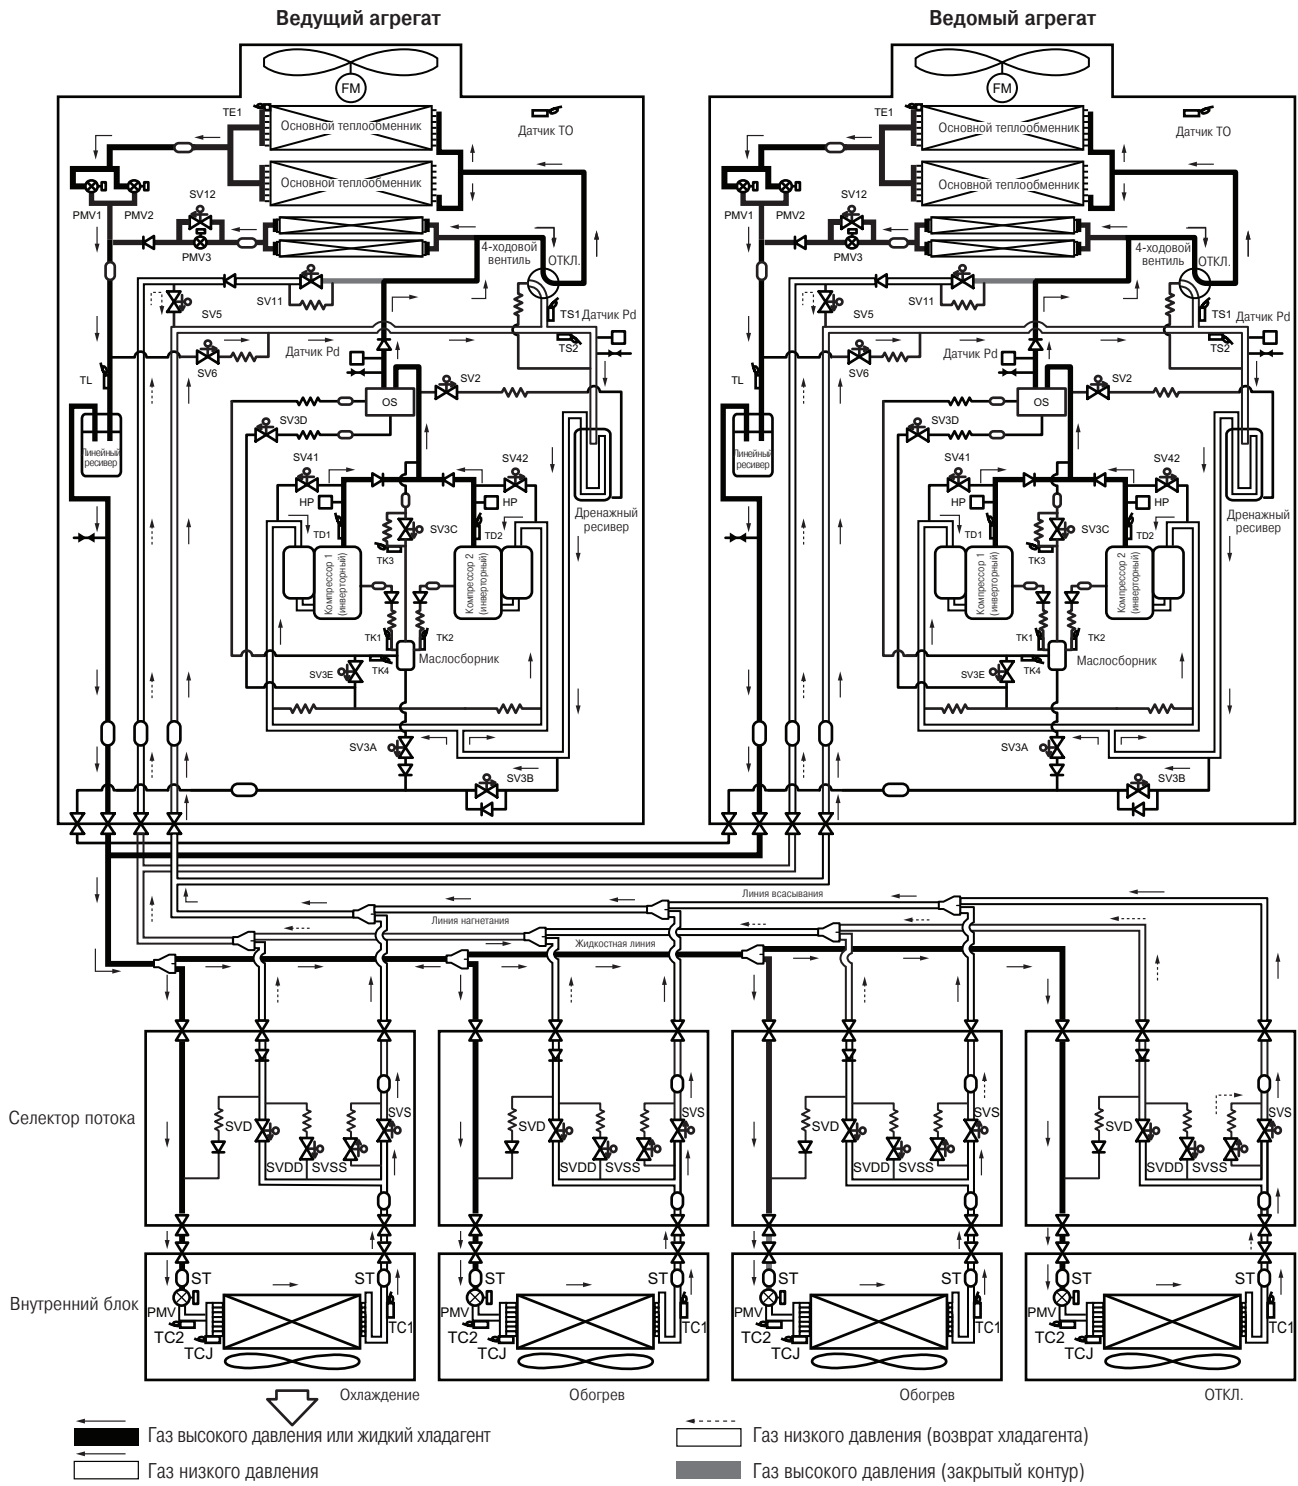 Ведущий агрегат
FM
TE1
Основной теплообменник
Датчик ТО
Основной теплообменник
SV12
PMV1
PMV2
PMV3
4-ходовой
вентиль
ОТКЛ.
SV11
SV5
TS1
Датчик Pd
TS2
Датчик Pd
SV6
TL
SV2
OS
SV3D
Линейный
ресивер
SV41
SV42
HP
HP
Дренажный
ресивер
TD1
SV3C
TD2
TK3
Компрессор 1
(инверторный)
Компрессор 2
(инверторный)
TK1
TK2
Маслосборник
SV3E
TK4
SV3A
SV3B
Ведомый агрегат
FM
TE1
Основной теплообменник
Датчик ТО
Основной теплообменник
SV12
PMV1
PMV2
PMV3
4-ходовой
вентиль
ОТКЛ.
SV11
SV5
TS1
Датчик Pd
TS2
Датчик Pd
SV6
TL
SV2
OS
SV3D
Линейный
ресивер
SV41
SV42
HP
HP
Дренажный
ресивер
TD1
SV3C
TD2
TK3
Компрессор 1
(инверторный)
Компрессор 2
(инверторный)
TK1
TK2
Маслосборник
SV3E
TK4
SV3A
SV3B
Линия всасывания
Линия нагнетания
Жидкостная линия
Селектор потока
SVD
SVS
SVDD
SVSS
SVD
SVS
SVDD
SVSS
SVD
SVS
SVDD
SVSS
SVD
SVS
SVDD
SVSS
Внутренний блок
ST
ST
PMV
TC2
TCJ
TC1
ST
ST
PMV
TC2
TCJ
TC1
ST
ST
PMV
TC2
TCJ
TC1
ST
ST
PMV
TC2
TCJ
TC1
Охлаждение
Обогрев
Обогрев
ОТКЛ.
Газ высокого давления или жидкий хладагент
Газ низкого давления (возврат хладагента)
Газ низкого давления
Газ высокого давления (закрытый контур)